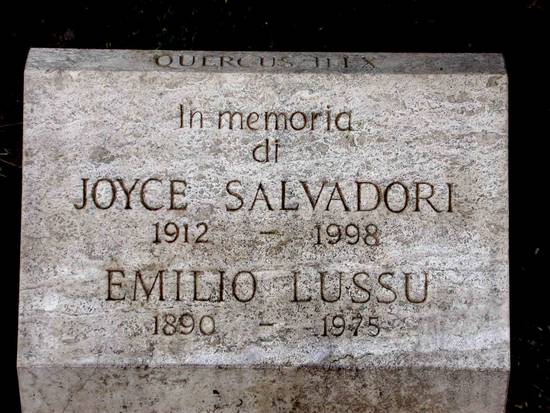 QUERCUS ILEX
In memoria
di
JOYCE SALVADORI
1912 – 1998
EMILIO LUSSU
1890 – 1975